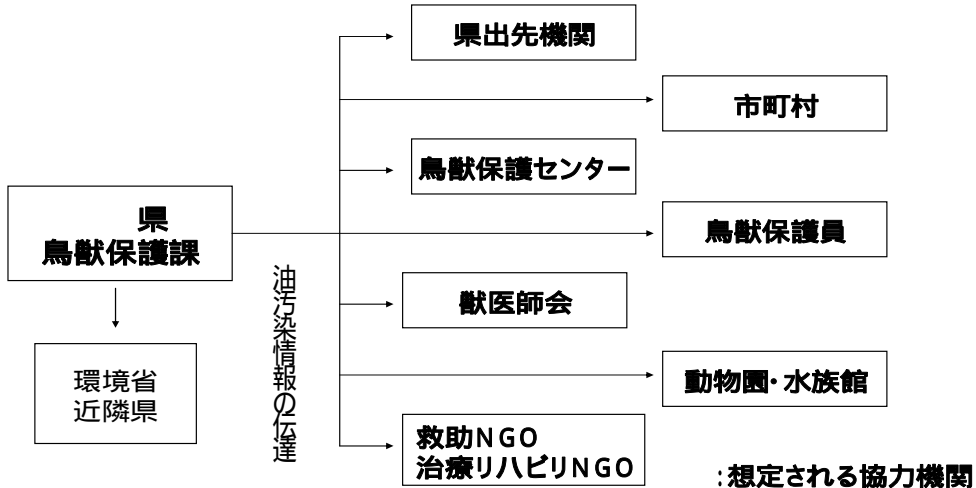 県出先機関
市町村
鳥獣保護センター
県
鳥獣保護課
鳥獣保護員
油汚染情報の伝達
獣医師会
環境省
近隣県
動物園・水族館
救助NGO
治療リハビリNGO
:想定される協力機関